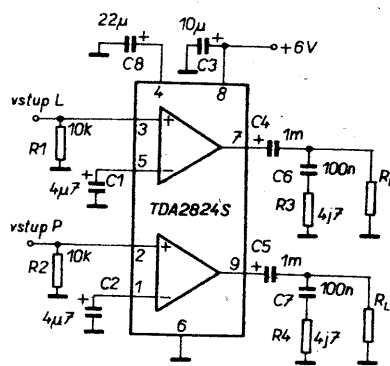 22µ
10µ
+
+
+6V
C8
C3
4
8
vstup L
10k
R1
3
+
5
-
4µ7
+
C1
7
C4
+
1m
C6
100n
R3
4j7
TDA2824S
vstup P
10k
R2
2
+
1
-
C2
4µ7
+
9
C5
+
1m
C7
100n
R4
4j7
RL
6